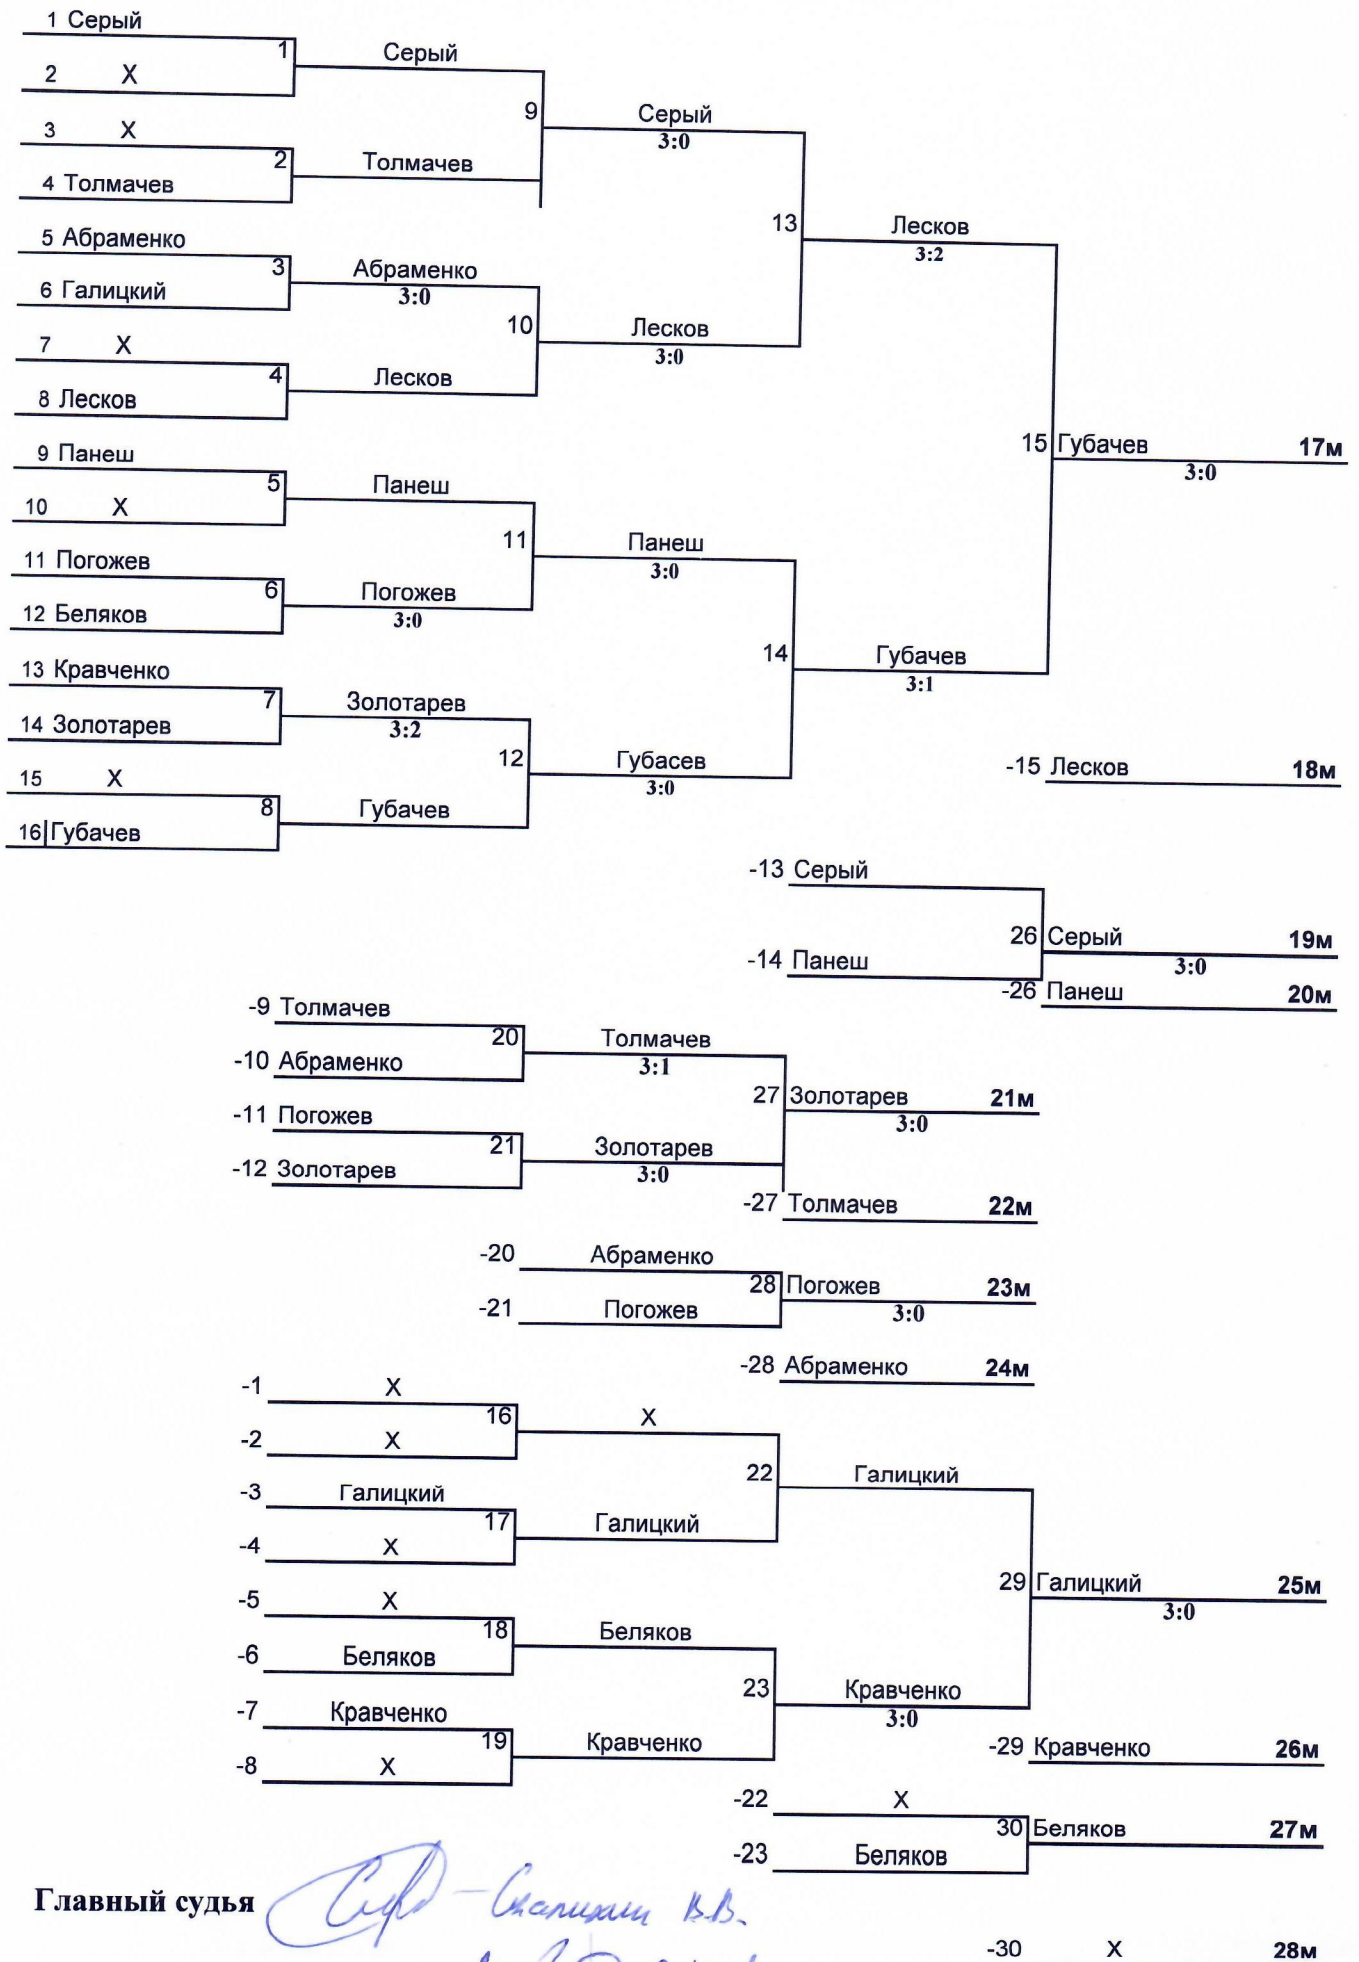 1 Серый
1
Серый
2 X
9
Серый
3:0
3 X
2
Толмачев
4 Толмачев
13
Лесков
3:2
5 Абраменко
3
Абраменко
3:0
6 Галицкий
10
Лесков
3:0
7 X
4
Лесков
8 Лесков
15 Губачев 17м
3:0
9 Панеш
5
Панеш
10 X
11
Панеш
3:0
11 Погожев
6
Погожев
3:0
12 Беляков
14
Губачев
3:1
13 Кравченко
7
Золотарев
3:2
14 Золотарев
12
Губасев
3:0
15 X
8
Губачев
16 Губачев
-15 Лесков 18м
-13 Серый
26 Серый 19м
3:0
-14 Панеш
-26 Панеш 20м
-9 Толмачев
20
Толмачев
3:1
-10 Абраменко
27 Золотарев 21м
3:0
-11 Погожев
21
Золотарев
3:0
-12 Золотарев
-27 Толмачев 22м
-20 Абраменко
28 Погожев 23м
3:0
-21 Погожев
-28 Абраменко 24м
-1 X
16
X
-2 X
22
Галицкий
-3 Галицкий
17
Галицкий
-4 X
29 Галицкий 25м
3:0
-5 X
18
Беляков
-6 Беляков
23
Кравченко
3:0
-7 Кравченко
19
Кравченко
-8 X
-29 Кравченко 26м
-22 X
30 Беляков 27м
-23 Беляков
Главный судья
В.В.
-30 X 28м